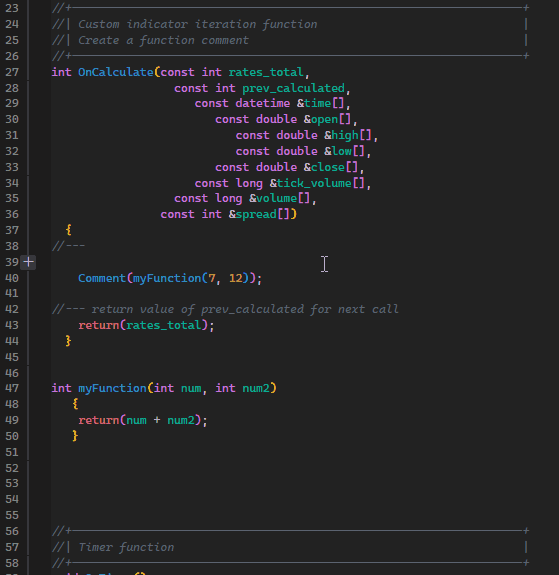 23 //+------------------------------------------------------------------+
24 //| Custom indicator iteration function                              |
25 //| Create a function comment                                        |
26 //+------------------------------------------------------------------+
27 int OnCalculate(const int rates_total,
28                 const int prev_calculated,
29                 const datetime &time[],
30                 const double &open[],
31                 const double &high[],
32                 const double &low[],
33                 const double &close[],
34                 const long &tick_volume[],
35                 const long &volume[],
36                 const int &spread[])
37   {
38 //---
39 +
40     Comment(myFunction(7, 12));
41
42 //--- return value of prev_calculated for next call
43     return(rates_total);
44   }
45
46
47 int myFunction(int num, int num2)
48    {
49     return(num + num2);
50    }
51
52
53
54
55
56 //+------------------------------------------------------------------+
57 //| Timer function                                                   |
58 //+------------------------------------------------------------------+